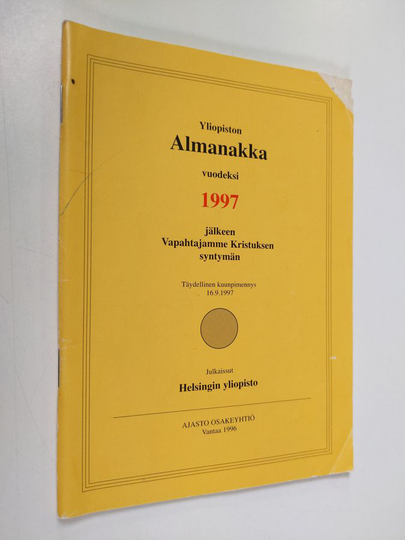 Yliopiston
Almanakka
vuodeksi
1997
jälkeen
Vapahtajamme Kristuksen
syntymän
Täydellinen kuunpimennys
16.9.1997
Julkaissut
Helsingin yliopisto
AJASTO OSAKEYHTIÖ
Vantaa 1996